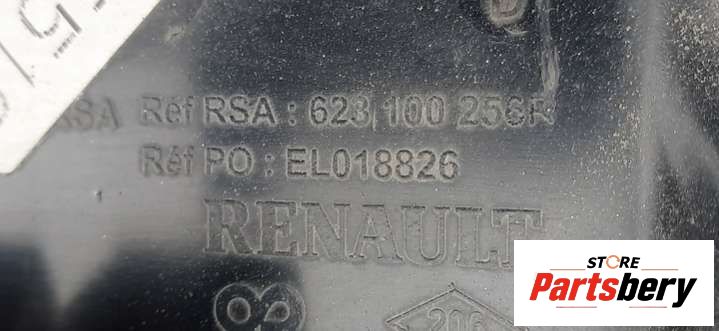 Réf RSA : 623 100 256R
Réf PO : EL018826
RENAULT
STORE
Partsbery